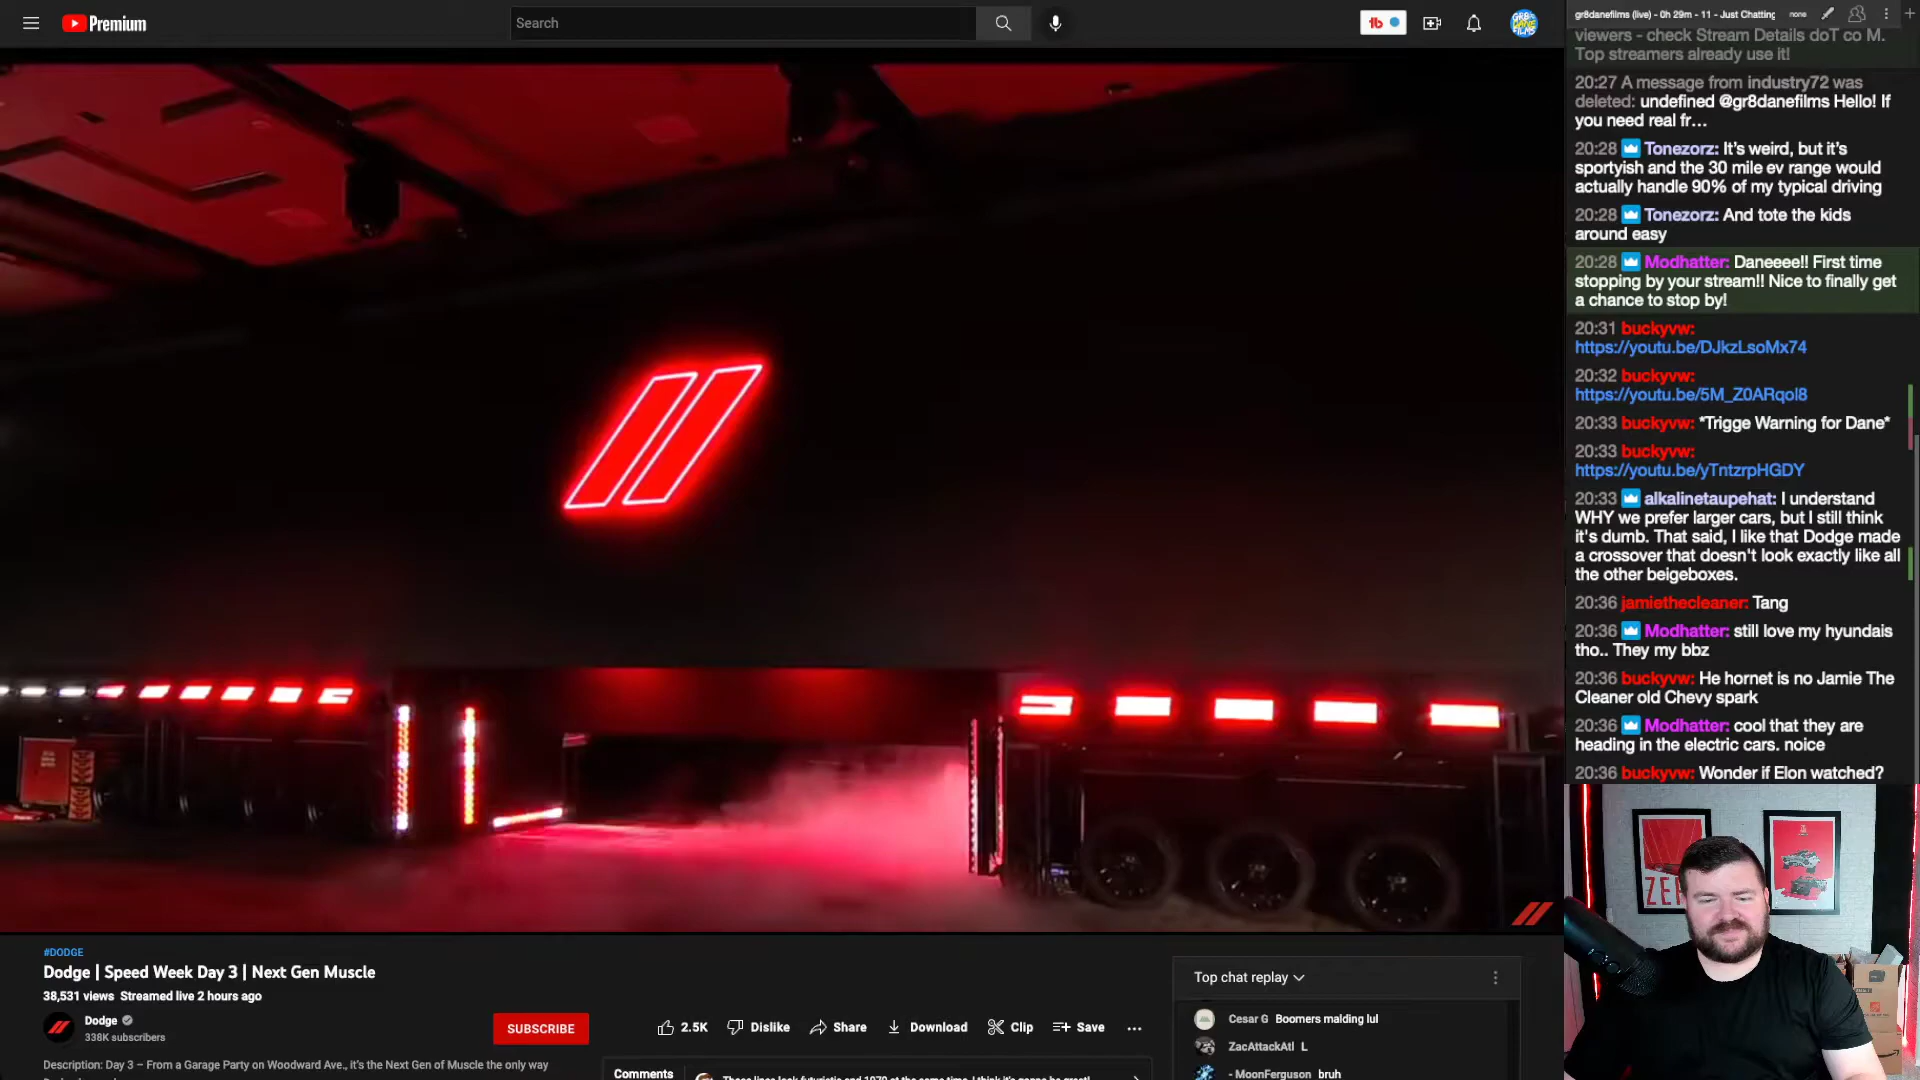 Premium
Search
gr8danefilms (live) - 0h 29m - 11 - Just Chatting
none
viewers - check Stream Details doT co M.
Top streamers already use it!
20:27 A message from industry72 was
deleted: undefined @gr8danefilms Hello! If
you need real fr…
20:28 Tonezorz: It's weird, but it's
sportyish and the 30 mile ev range would
actually handle 90% of my typical driving
20:28 Tonezorz: And tote the kids
around easy
20:28 Modhatter: Daneeee!! First time
stopping by your stream!! Nice to finally get
a chance to stop by!
20:31 buckyvw:
https://youtu.be/DJkzLsoMx74
20:32 buckyvw:
https://youtu.be/5M_Z0ARqol8
20:33 buckyvw: *Trigge Warning for Dane*
20:33 buckyvw:
https://youtu.be/yTntzrpHGDY
20:33 alkalinetaupehat: I understand
WHY we prefer larger cars, but I still think
it's dumb. That said, I like that Dodge made
a crossover that doesn't look exactly like all
the other beigeboxes.
20:36 jamiethecleaner: Tang
20:36 Modhatter: still love my hyundais
tho.. They my bbz
20:36 buckyvw: He hornet is no Jamie The
Cleaner old Chevy spark
20:36 Modhatter: cool that they are
heading in the electric cars. noice
20:36 buckyvw: Wonder if Elon watched?
#DODGE
Dodge | Speed Week Day 3 | Next Gen Muscle
38,531 views Streamed live 2 hours ago
Dodge
338K subscribers
SUBSCRIBE
2.5K
Dislike
Share
Download
Clip
Save
Description: Day 3 – From a Garage Party on Woodward Ave., it's the Next Gen of Muscle the only way
Comments
Top chat replay
Cesar G Boomers malding lul
ZacAttackAtl L
- MoonFerguson bruh